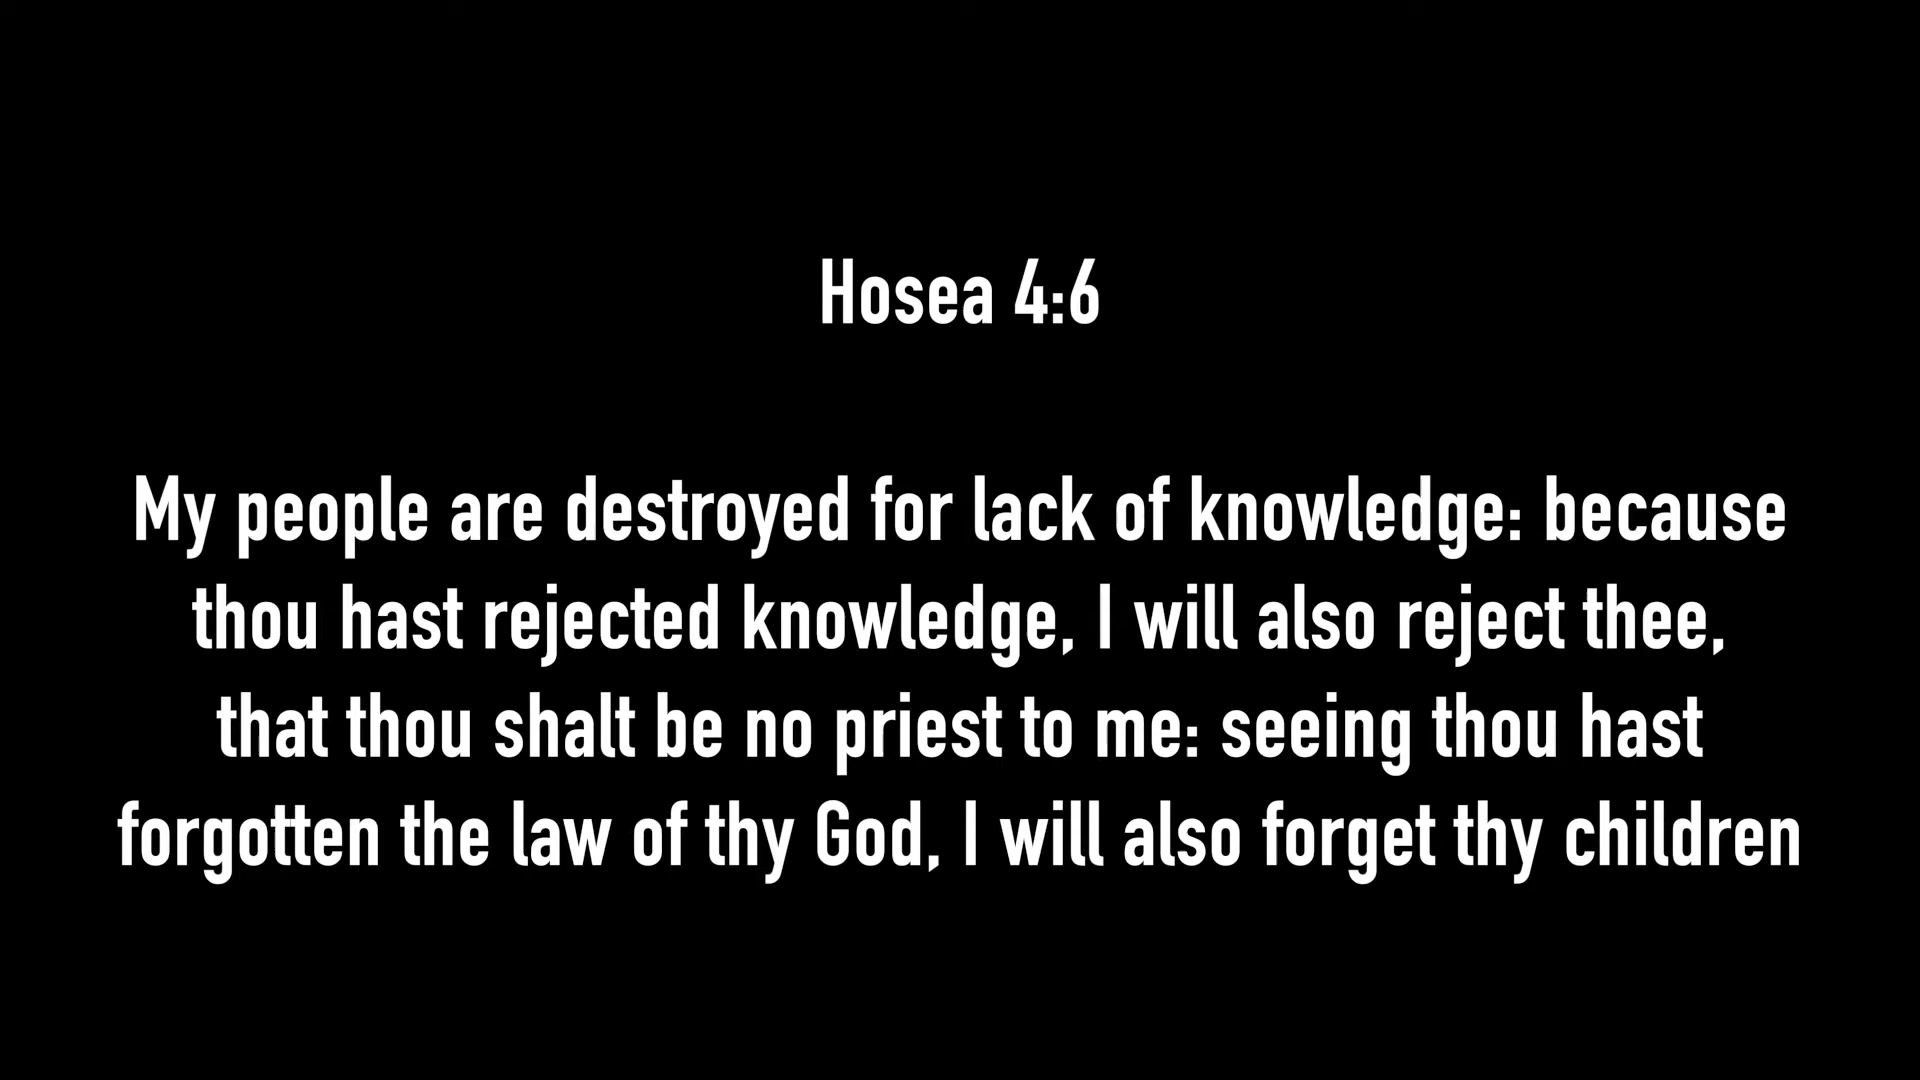 Hosea 4:6
My people are destroyed for lack of knowledge: because
thou hast rejected knowledge, I will also reject thee,
that thou shalt be no priest to me: seeing thou hast
forgotten the law of thy God, I will also forget thy children